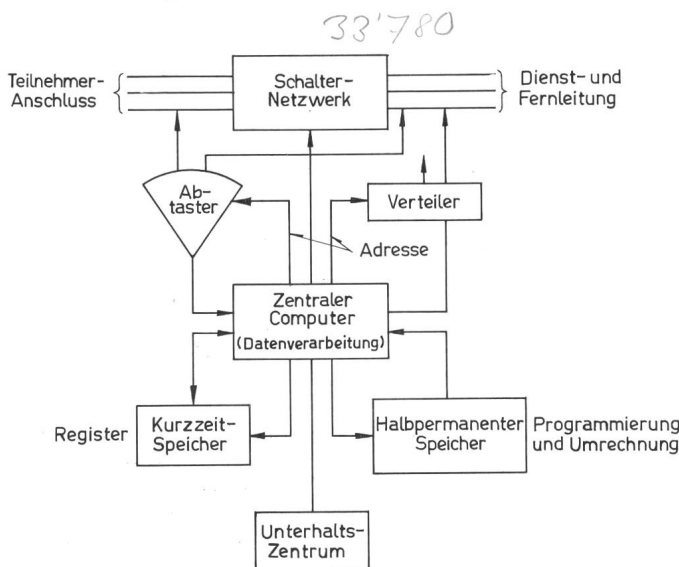 33'780
Teilnehmer-
Anschluss
Schalter-
Netzwerk
Dienst- und
Fernleitung
Ab-
taster
Verteiler
Adresse
Zentraler
Computer
(Datenverarbeitung)
Register
Kurzzeit-
Speicher
Halbpermanenter
Speicher
Programmierung
und Umrechnung
Unterhalts-
Zentrum